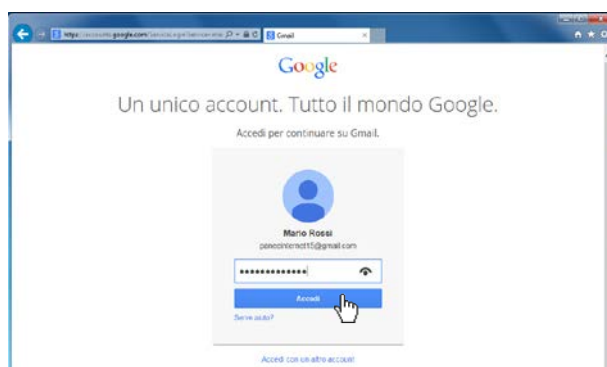 Gmail
Google
Un unico account. Tutto il mondo Google.
Accedi per continuare su Gmail.
Mario Rossi
Accedi
Serve aiuto?
Accedi con un altro account